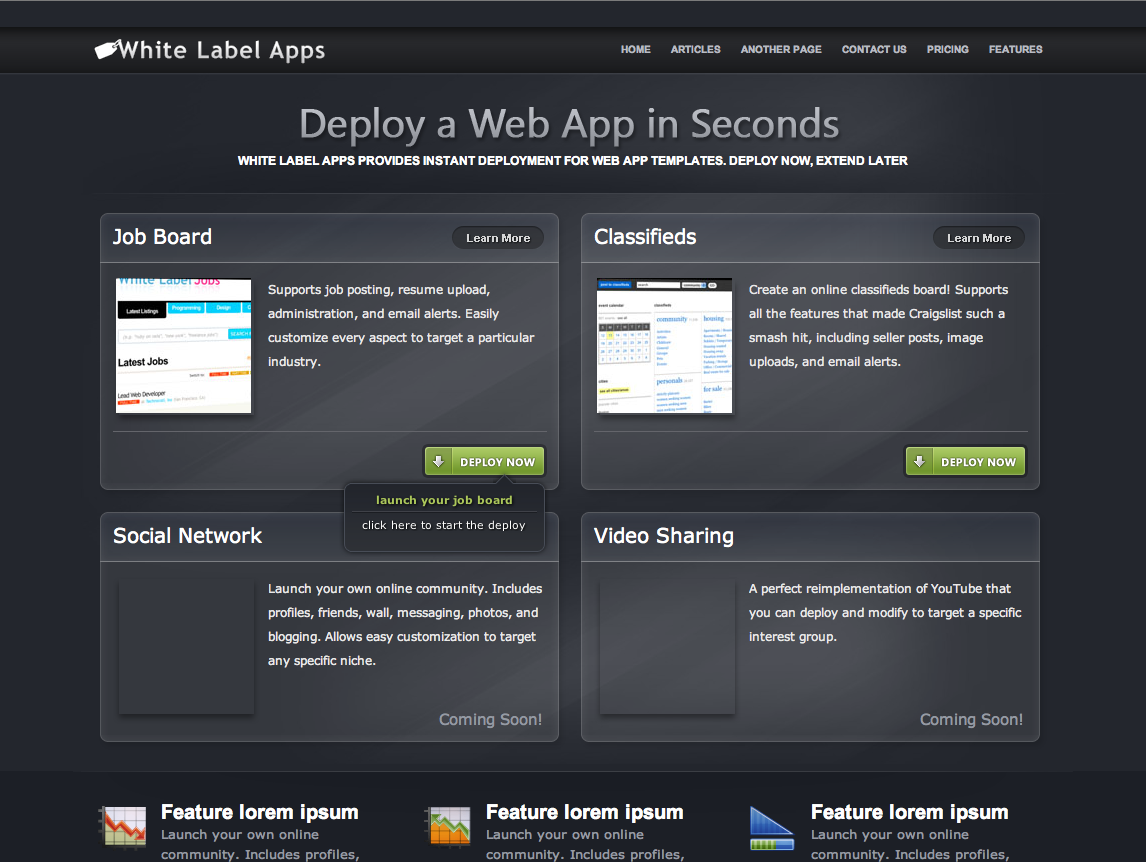 White Label Apps
HOME ARTICLES ANOTHER PAGE CONTACT US PRICING FEATURES
Deploy a Web App in Seconds
WHITE LABEL APPS PROVIDES INSTANT DEPLOYMENT FOR WEB APP TEMPLATES. DEPLOY NOW, EXTEND LATER
Job Board
Learn More
White Label Jobs
Latest Listings
Programming
Design
Latest Jobs
Lead Web Developer
Supports job posting, resume upload,
administration, and email alerts. Easily
customize every aspect to target a particular
industry.
DEPLOY NOW
launch your job board
click here to start the deploy
Classifieds
Learn More
post to classifieds
search
community
event calendar
classifieds
community
housing
personals
for sale
cities
Create an online classifieds board! Supports
all the features that made Craigslist such a
smash hit, including seller posts, image
uploads, and email alerts.
DEPLOY NOW
Social Network
Launch your own online community. Includes
profiles, friends, wall, messaging, photos, and
blogging. Allows easy customization to target
any specific niche.
Coming Soon!
Video Sharing
A perfect reimplementation of YouTube that
you can deploy and modify to target a specific
interest group.
Coming Soon!
Feature lorem ipsum
Launch your own online
community. Includes profiles,
Feature lorem ipsum
Launch your own online
community. Includes profiles,
Feature lorem ipsum
Launch your own online
community. Includes profiles,